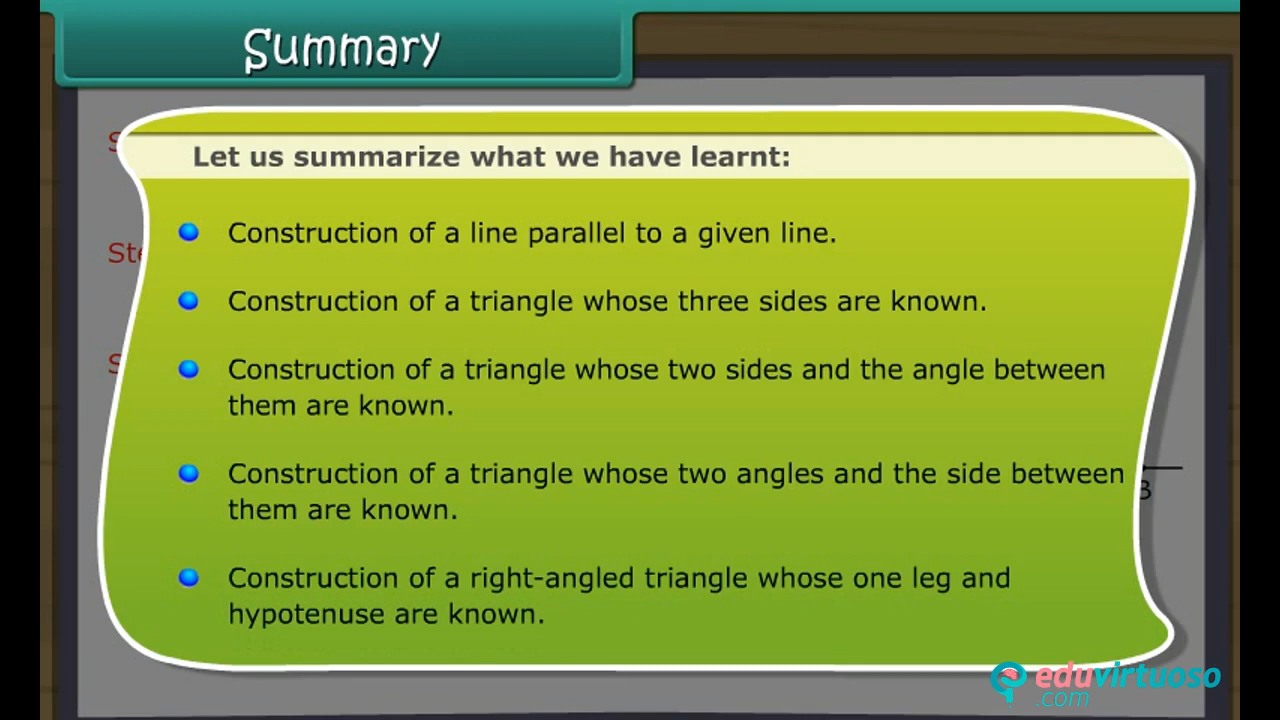 Summary
Let us summarize what we have learnt:
Construction of a line parallel to a given line.
Construction of a triangle whose three sides are known.
Construction of a triangle whose two sides and the angle between
them are known.
Construction of a triangle whose two angles and the side between
them are known.
Construction of a right-angled triangle whose one leg and
hypotenuse are known.
eduvirtuoso
.com